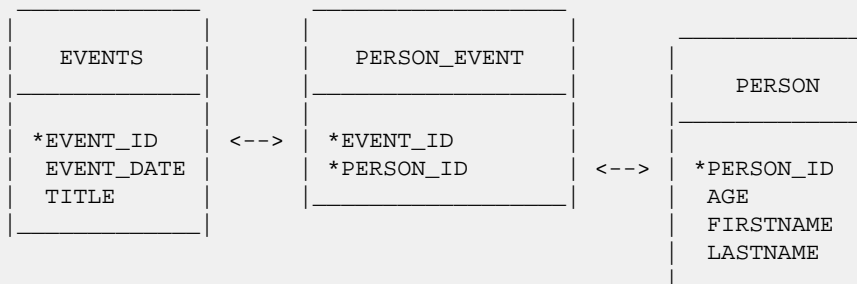 EVENTS
*EVENT_ID
EVENT_DATE
TITLE
<-->
PERSON_EVENT
*EVENT_ID
*PERSON_ID
<-->
PERSON
*PERSON_ID
AGE
FIRSTNAME
LASTNAME